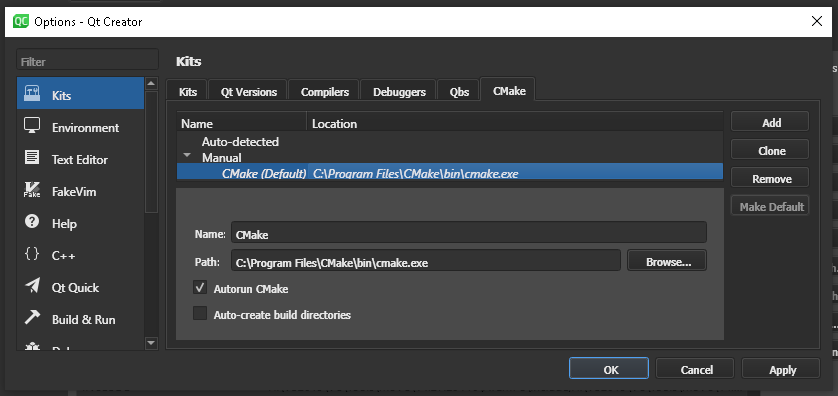 QC Options - Qt Creator
Filter
Kits
Environment
Text Editor
FakeVim
Help
C++
Qt Quick
Build & Run
Kits
Kits Qt Versions Compilers Debuggers Qbs CMake
Name Location
Auto-detected
Manual
CMake (Default) C:\Program Files\CMake\bin\cmake.exe
Add
Clone
Remove
Make Default
Name: CMake
Path: C:\Program Files\CMake\bin\cmake.exe Browse...
Autorun CMake
Auto-create build directories
OK Cancel Apply